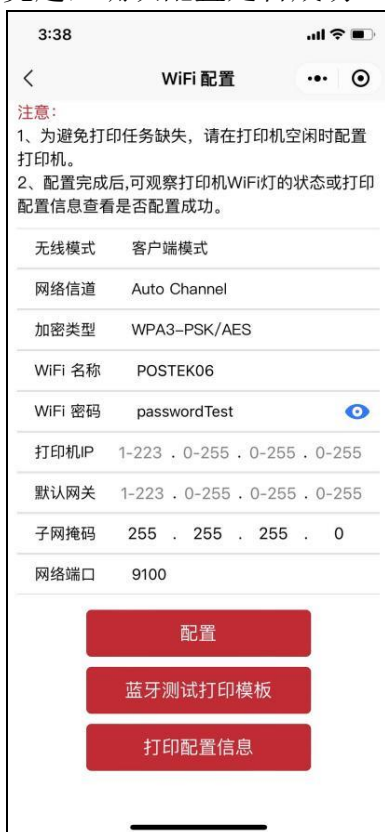 3:38
WiFi 配置
注意：
1、为避免打印任务缺失，请在打印机空闲时配置
打印机。
2、配置完成后,可观察打印机WiFi灯的状态或打印
配置信息查看是否配置成功。
无线模式 客户端模式
网络信道 Auto Channel
加密类型 WPA3-PSK/AES
WiFi 名称 POSTEK06
WiFi 密码 passwordTest
打印机IP 1-223 . 0-255 . 0-255 . 0-255
默认网关 1-223 . 0-255 . 0-255 . 0-255
子网掩码 255 . 255 . 255 . 0
网络端口 9100
配置
蓝牙测试打印模板
打印配置信息